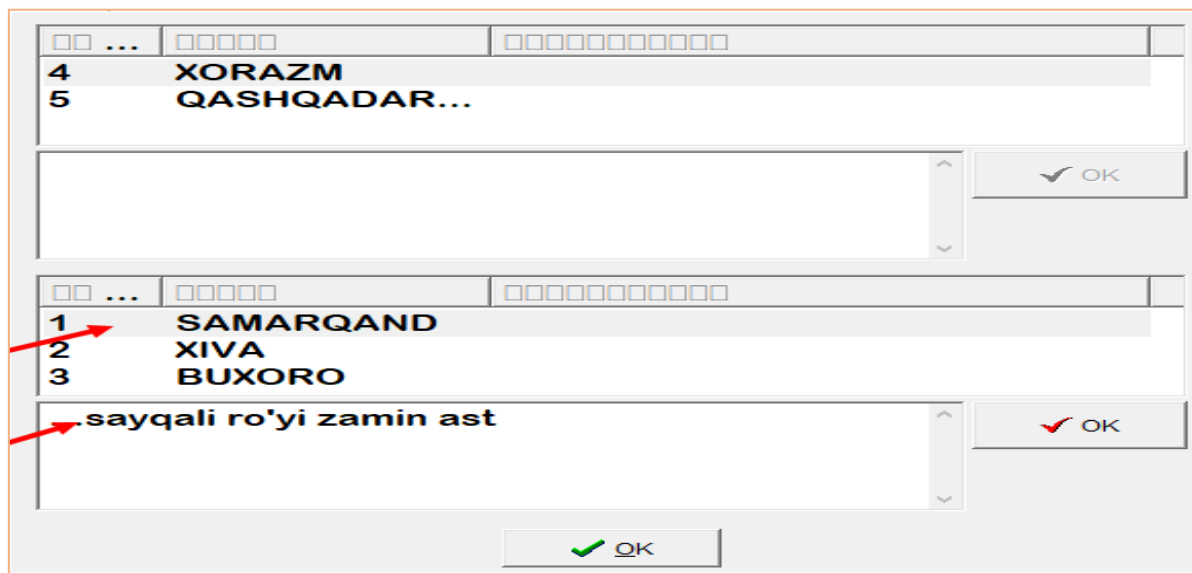 □□ ... □□□□□ □□□□□□□□□□□
4 XORAZM
5 QASHQADAR...
OK
□□ ... □□□□□ □□□□□□□□□□□
1 SAMARQAND
2 XIVA
3 BUXORO
..sayqali ro'yi zamin ast
OK
OK